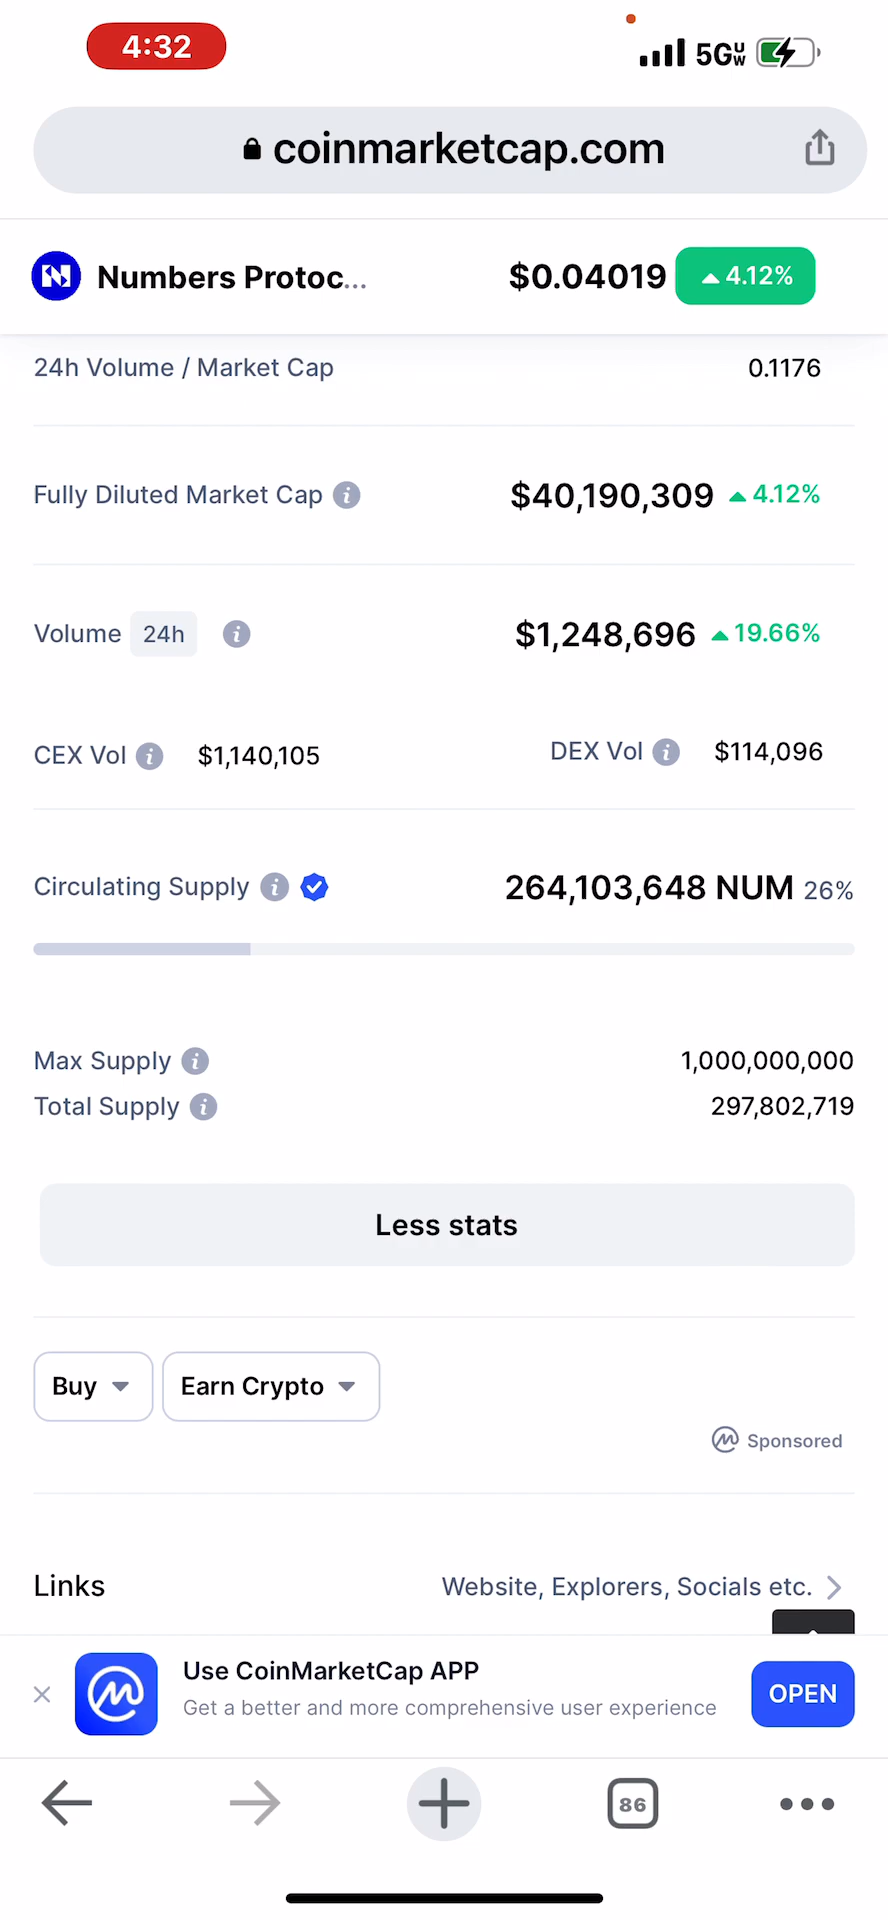 4:32
5GUW
coinmarketcap.com
Numbers Protoc... $0.04019 4.12%
24h Volume / Market Cap 0.1176
Fully Diluted Market Cap $40,190,309 4.12%
Volume 24h $1,248,696 19.66%
CEX Vol $1,140,105 DEX Vol $114,096
Circulating Supply 264,103,648 NUM 26%
Max Supply 1,000,000,000
Total Supply 297,802,719
Less stats
Buy Earn Crypto
Sponsored
Links Website, Explorers, Socials etc.
Use CoinMarketCap APP
Get a better and more comprehensive user experience
OPEN
86